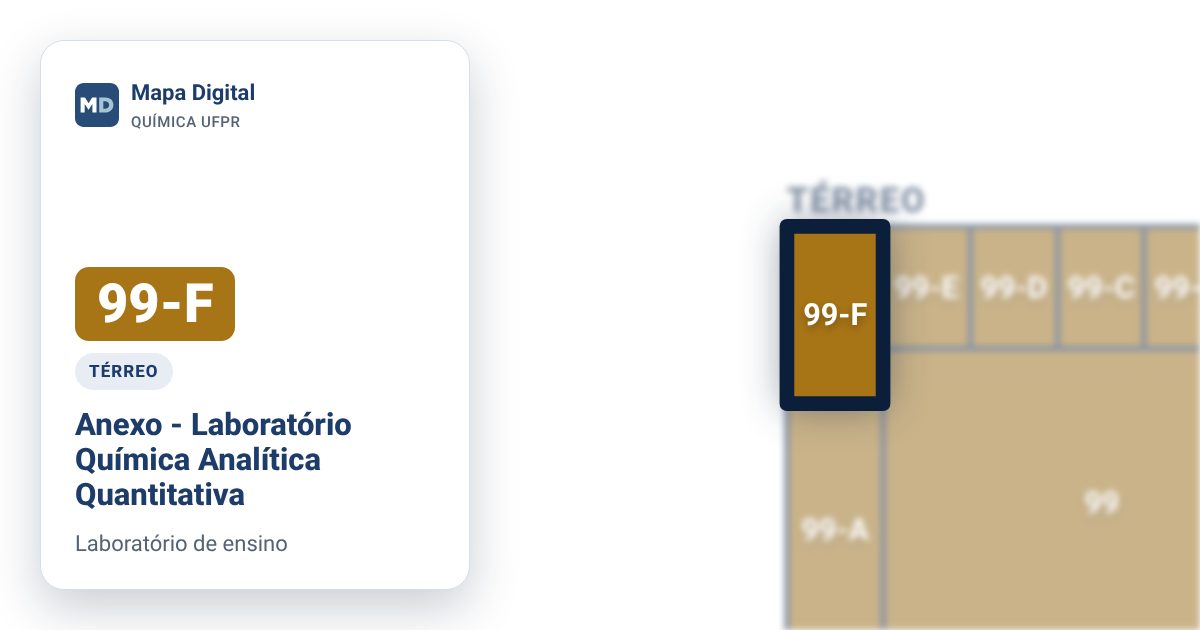 MD
Mapa Digital
QUÍMICA UFPR
99-F
TÉRREO
Anexo - Laboratório
Química Analítica
Quantitativa
Laboratório de ensino
TÉRREO
99-F
99-E
99-D
99-C
99-
99-A
99